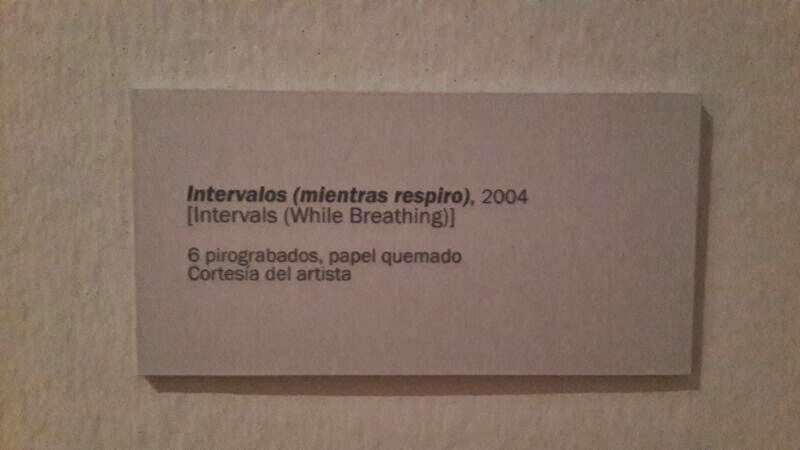 Intervalos (mientras respiro), 2004
[Intervals (While Breathing)]
6 pirograbados, papel quemado
Cortesía del artista